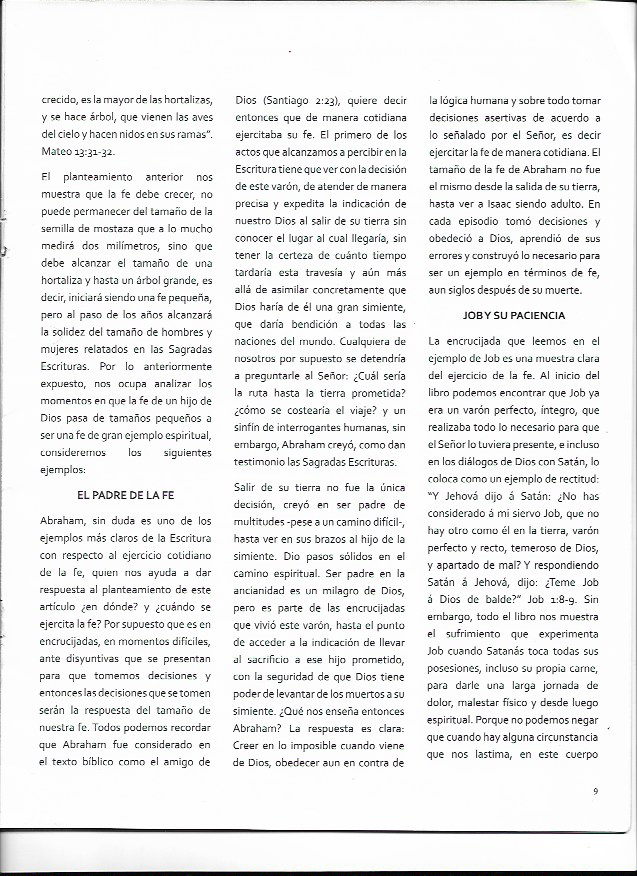 crecido, es la mayor de las hortalizas,
y se hace árbol, que vienen las aves
del cielo y hacen nidos en sus ramas”.
Mateo 13:31-32.
El planteamiento anterior nos
muestra que la fe debe crecer, no
puede permanecer del tamaño de la
semilla de mostaza que a lo mucho
medirá dos milímetros, sino que
debe alcanzar el tamaño de una
hortaliza y hasta un árbol grande, es
decir, iniciará siendo una fe pequeña,
pero al paso de los años alcanzará
la solidez del tamaño de hombres y
mujeres relatados en las Sagradas
Escrituras. Por lo anteriormente
expuesto, nos ocupa analizar los
momentos en que la fe de un hijo de
Dios pasa de tamaños pequeños a
ser una fe de gran ejemplo espiritual,
consideremos los siguientes
ejemplos:
EL PADRE DE LA FE
Abraham, sin duda es uno de los
ejemplos más claros de la Escritura
con respecto al ejercicio cotidiano
de la fe, quien nos ayuda a dar
respuesta al planteamiento de este
artículo ¿en dónde? y ¿cuándo se
ejercita la fe? Por supuesto que es en
encrucijadas, en momentos difíciles,
ante disyuntivas que se presentan
para que tomemos decisiones y
entonces las decisiones que se tomen
serán la respuesta del tamaño de
nuestra fe. Todos podemos recordar
que Abraham fue considerado en
el texto bíblico como el amigo de
Dios (Santiago 2:23), quiere decir
entonces que de manera cotidiana
ejercitaba su fe. El primero de los
actos que alcanzamos a percibir en la
Escritura tiene que ver con la decisión
de este varón, de atender de manera
precisa y expedita la indicación de
nuestro Dios al salir de su tierra sin
conocer el lugar al cual llegaría, sin
tener la certeza de cuánto tiempo
tardaría esta travesía y aún más
allá de asimilar concretamente que
Dios haría de él una gran simiente,
que daría bendición a todas las
naciones del mundo. Cualquiera de
nosotros por supuesto se detendría
a preguntarle al Señor: ¿Cuál sería
la ruta hasta la tierra prometida?
¿cómo se costearía el viaje? y un
sinfín de interrogantes humanas, sin
embargo, Abraham creyó, como dan
testimonio las Sagradas Escrituras.
Salir de su tierra no fue la única
decisión, creyó en ser padre de
multitudes -pese a un camino difícil-,
hasta ver en sus brazos al hijo de la
simiente. Dio pasos sólidos en el
camino espiritual. Ser padre en la
ancianidad es un milagro de Dios,
pero es parte de las encrucijadas
que vivió este varón, hasta el punto
de acceder a la indicación de llevar
al sacrificio a ese hijo prometido,
con la seguridad de que Dios tiene
poder de levantar de los muertos a su
simiente. ¿Qué nos enseña entonces
Abraham? La respuesta es clara:
Creer en lo imposible cuando viene
de Dios, obedecer aun en contra de
la lógica humana y sobre todo tomar
decisiones asertivas de acuerdo a
lo señalado por el Señor, es decir
ejercitar la fe de manera cotidiana. El
tamaño de la fe de Abraham no fue
el mismo desde la salida de su tierra,
hasta ver a Isaac siendo adulto. En
cada episodio tomó decisiones y
obedeció a Dios, aprendió de sus
errores y construyó lo necesario para
ser un ejemplo en términos de fe,
aun siglos después de su muerte.
JOB Y SU PACIENCIA
La encrucijada que leemos en el
ejemplo de Job es una muestra clara
del ejercicio de la fe. Al inicio del
libro podemos encontrar que Job ya
era un varón perfecto, íntegro, que
realizaba todo lo necesario para que
el Señor lo tuviera presente, e incluso
en los diálogos de Dios con Satán, lo
coloca como un ejemplo de rectitud:
“Y Jehová dijo á Satán: ¿No has
considerado á mi siervo Job, que no
hay otro como él en la tierra, varón
perfecto y recto, temeroso de Dios,
y apartado de mal? Y respondiendo
Satán á Jehová, dijo: ¿Teme Job
á Dios de balde?” Job 1:8-9. Sin
embargo, todo el libro nos muestra
el sufrimiento que experimenta
Job cuando Satanás toca todas sus
posesiones, incluso su propia carne,
para darle una larga jornada de
dolor, malestar físico y desde luego
espiritual. Porque no podemos negar
que cuando hay alguna circunstancia
que nos lastima, en este cuerpo
9